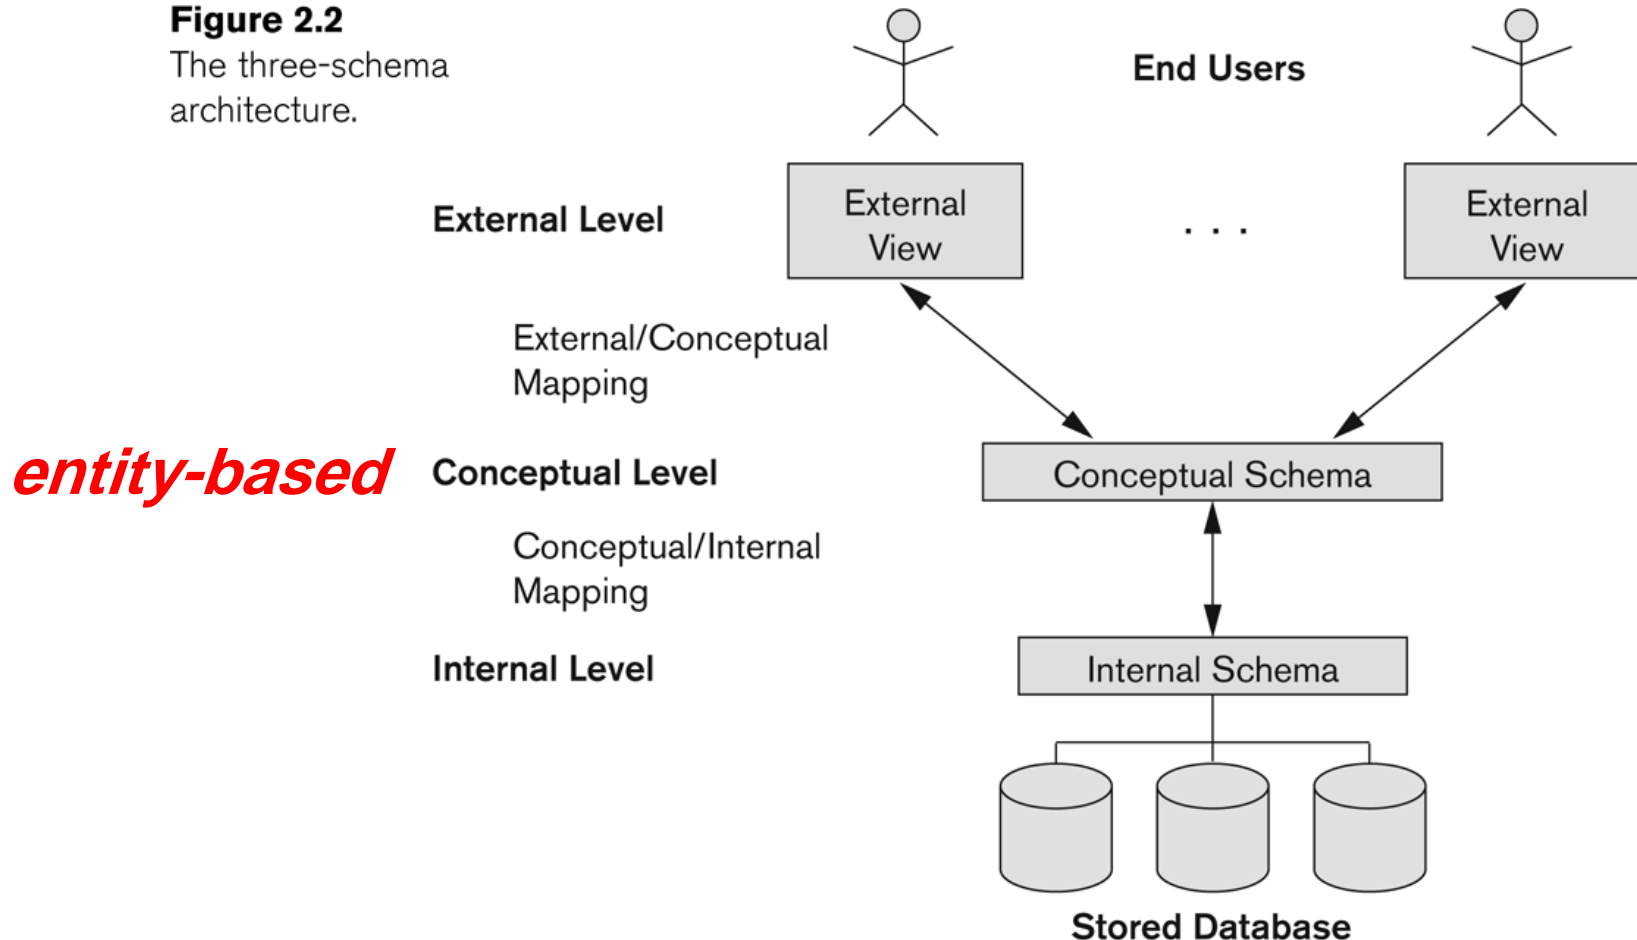 Figure 2.2
The three-schema
architecture.
End Users
External Level
External
View
. . .
External
View
External/Conceptual
Mapping
entity-based
Conceptual Level
Conceptual Schema
Conceptual/Internal
Mapping
Internal Level
Internal Schema
Stored Database